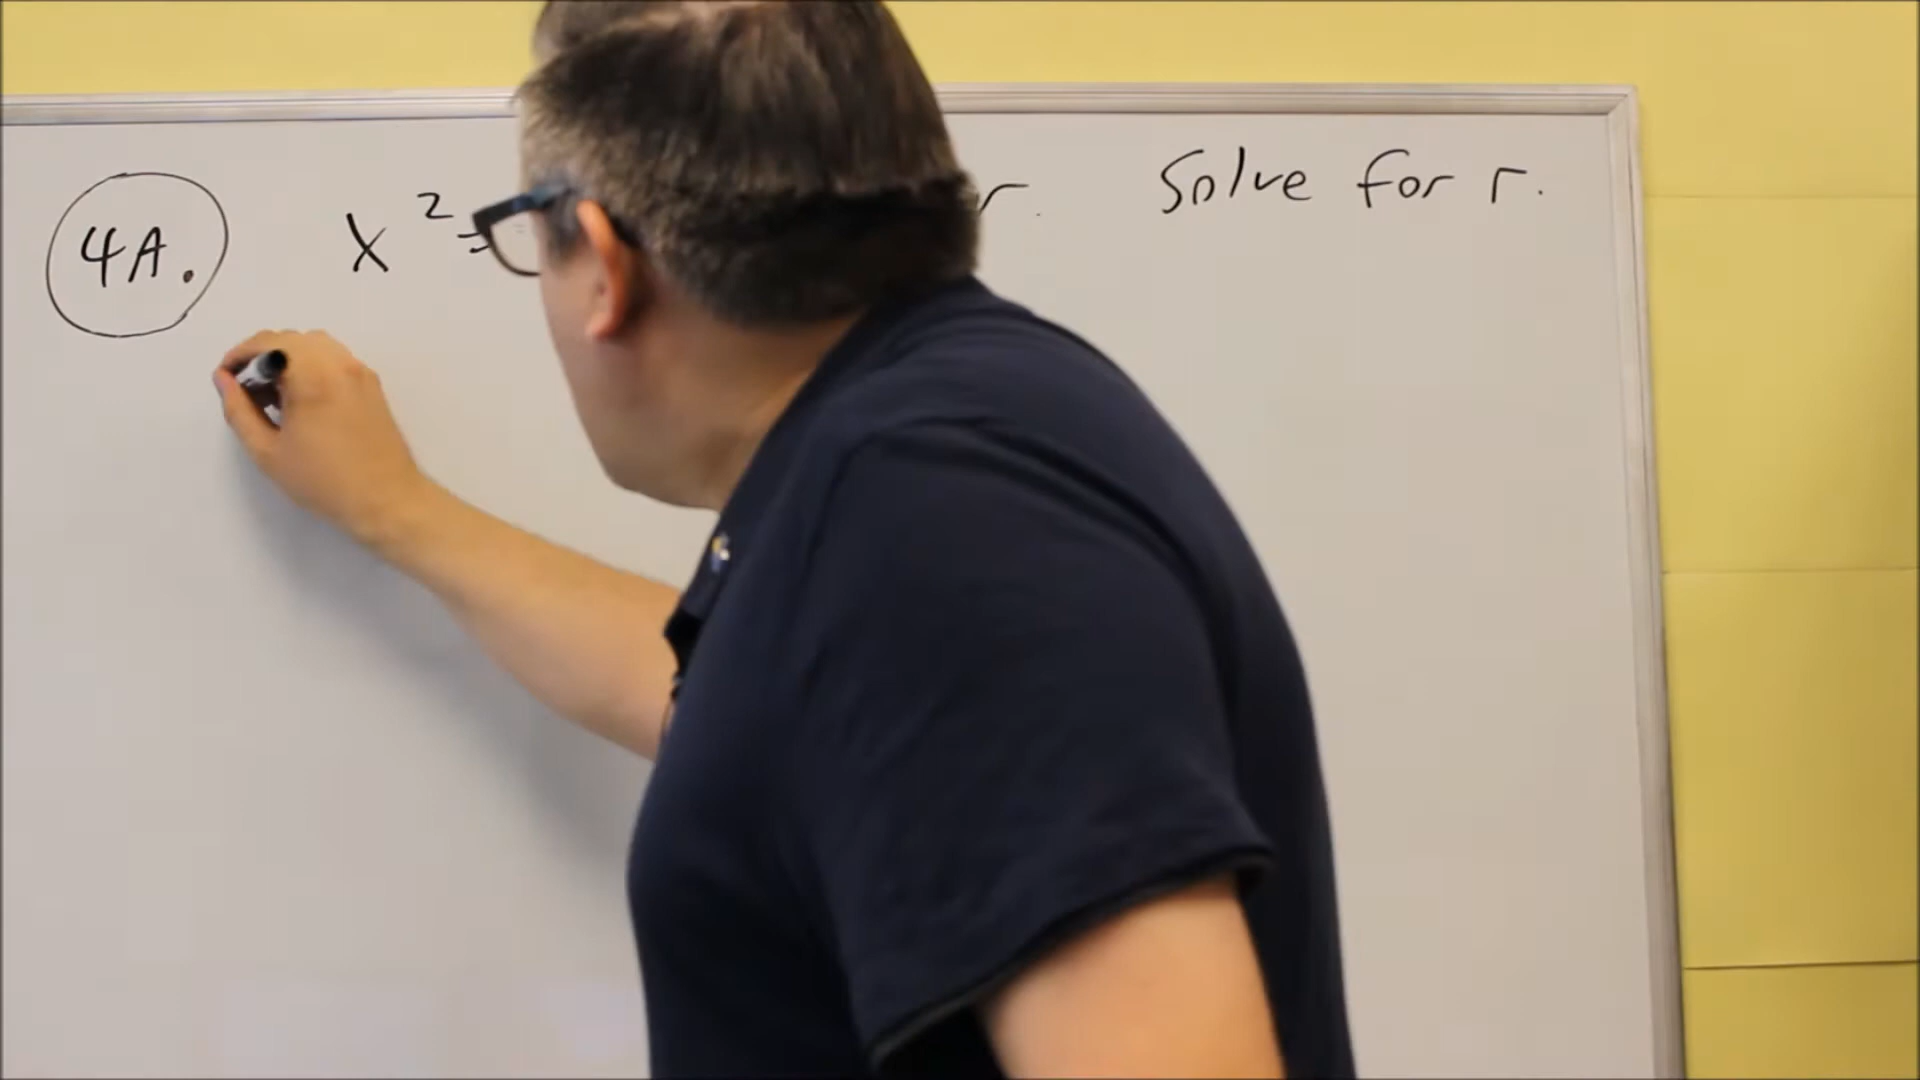 4A. x² = r. Solve for r.